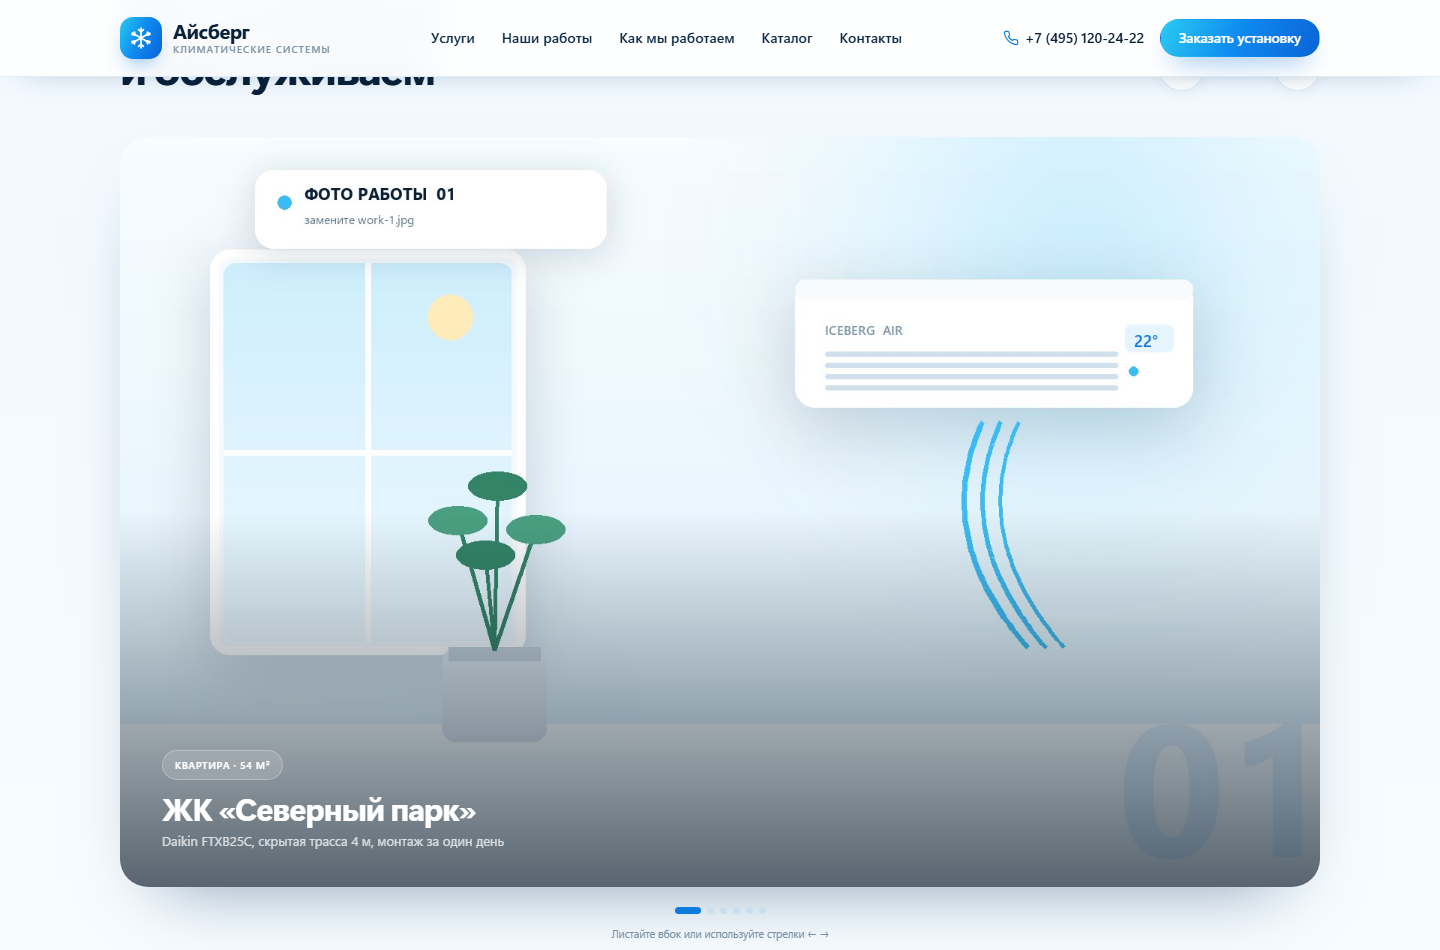 Айсберг
КЛИМАТИЧЕСКИЕ СИСТЕМЫ
Услуги
Наши работы
Как мы работаем
Каталог
Контакты
+7 (495) 120-24-22
Заказать установку
и обслуживаем
ФОТО РАБОТЫ 01
замените work-1.jpg
ICEBERG AIR
22°
КВАРТИРА · 54 М²
ЖК «Северный парк»
Daikin FTXB25C, скрытая трасса 4 м, монтаж за один день
01
Листайте вбок или используйте стрелки ← →